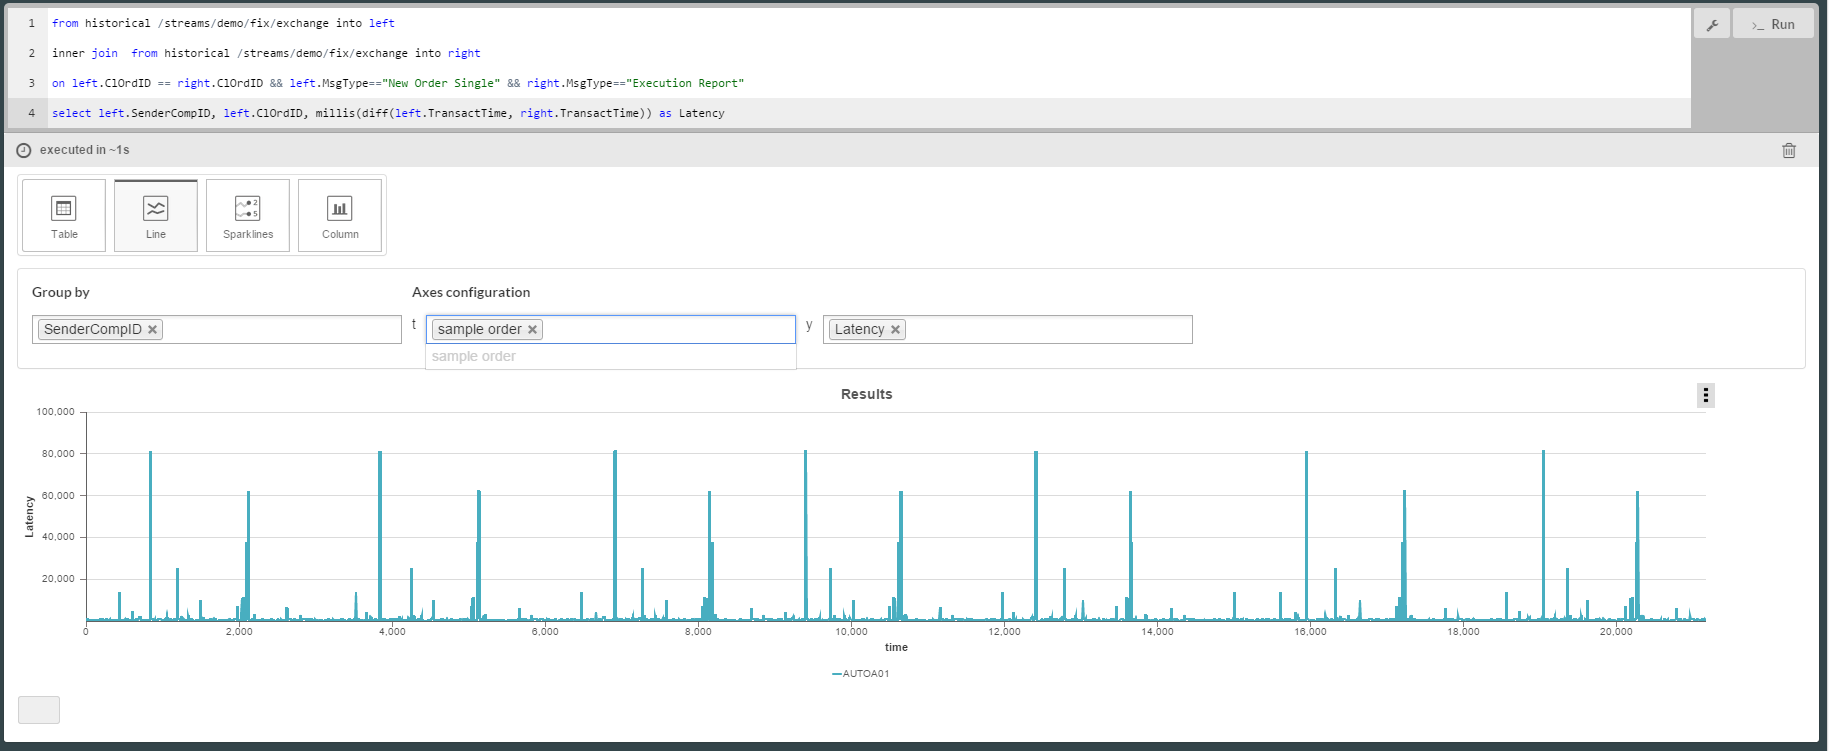 1 from historical /streams/demo/fix/exchange into left
>_ Run
2 inner join  from historical /streams/demo/fix/exchange into right
3 on left.ClOrdID == right.ClOrdID && left.MsgType=="New Order Single" && right.MsgType=="Execution Report"
4 select left.SenderCompID, left.ClOrdID, millis(diff(left.TransactTime, right.TransactTime)) as Latency
executed in ~1s
2
5
Table Line Sparklines Column
Group by Axes configuration
SenderCompID × t sample order × y Latency ×
sample order
Results
100,000
80,000
60,000
40,000
20,000
Latency
0 2,000 4,000 6,000 8,000 10,000 12,000 14,000 16,000 18,000 20,000
time
AUTOA01